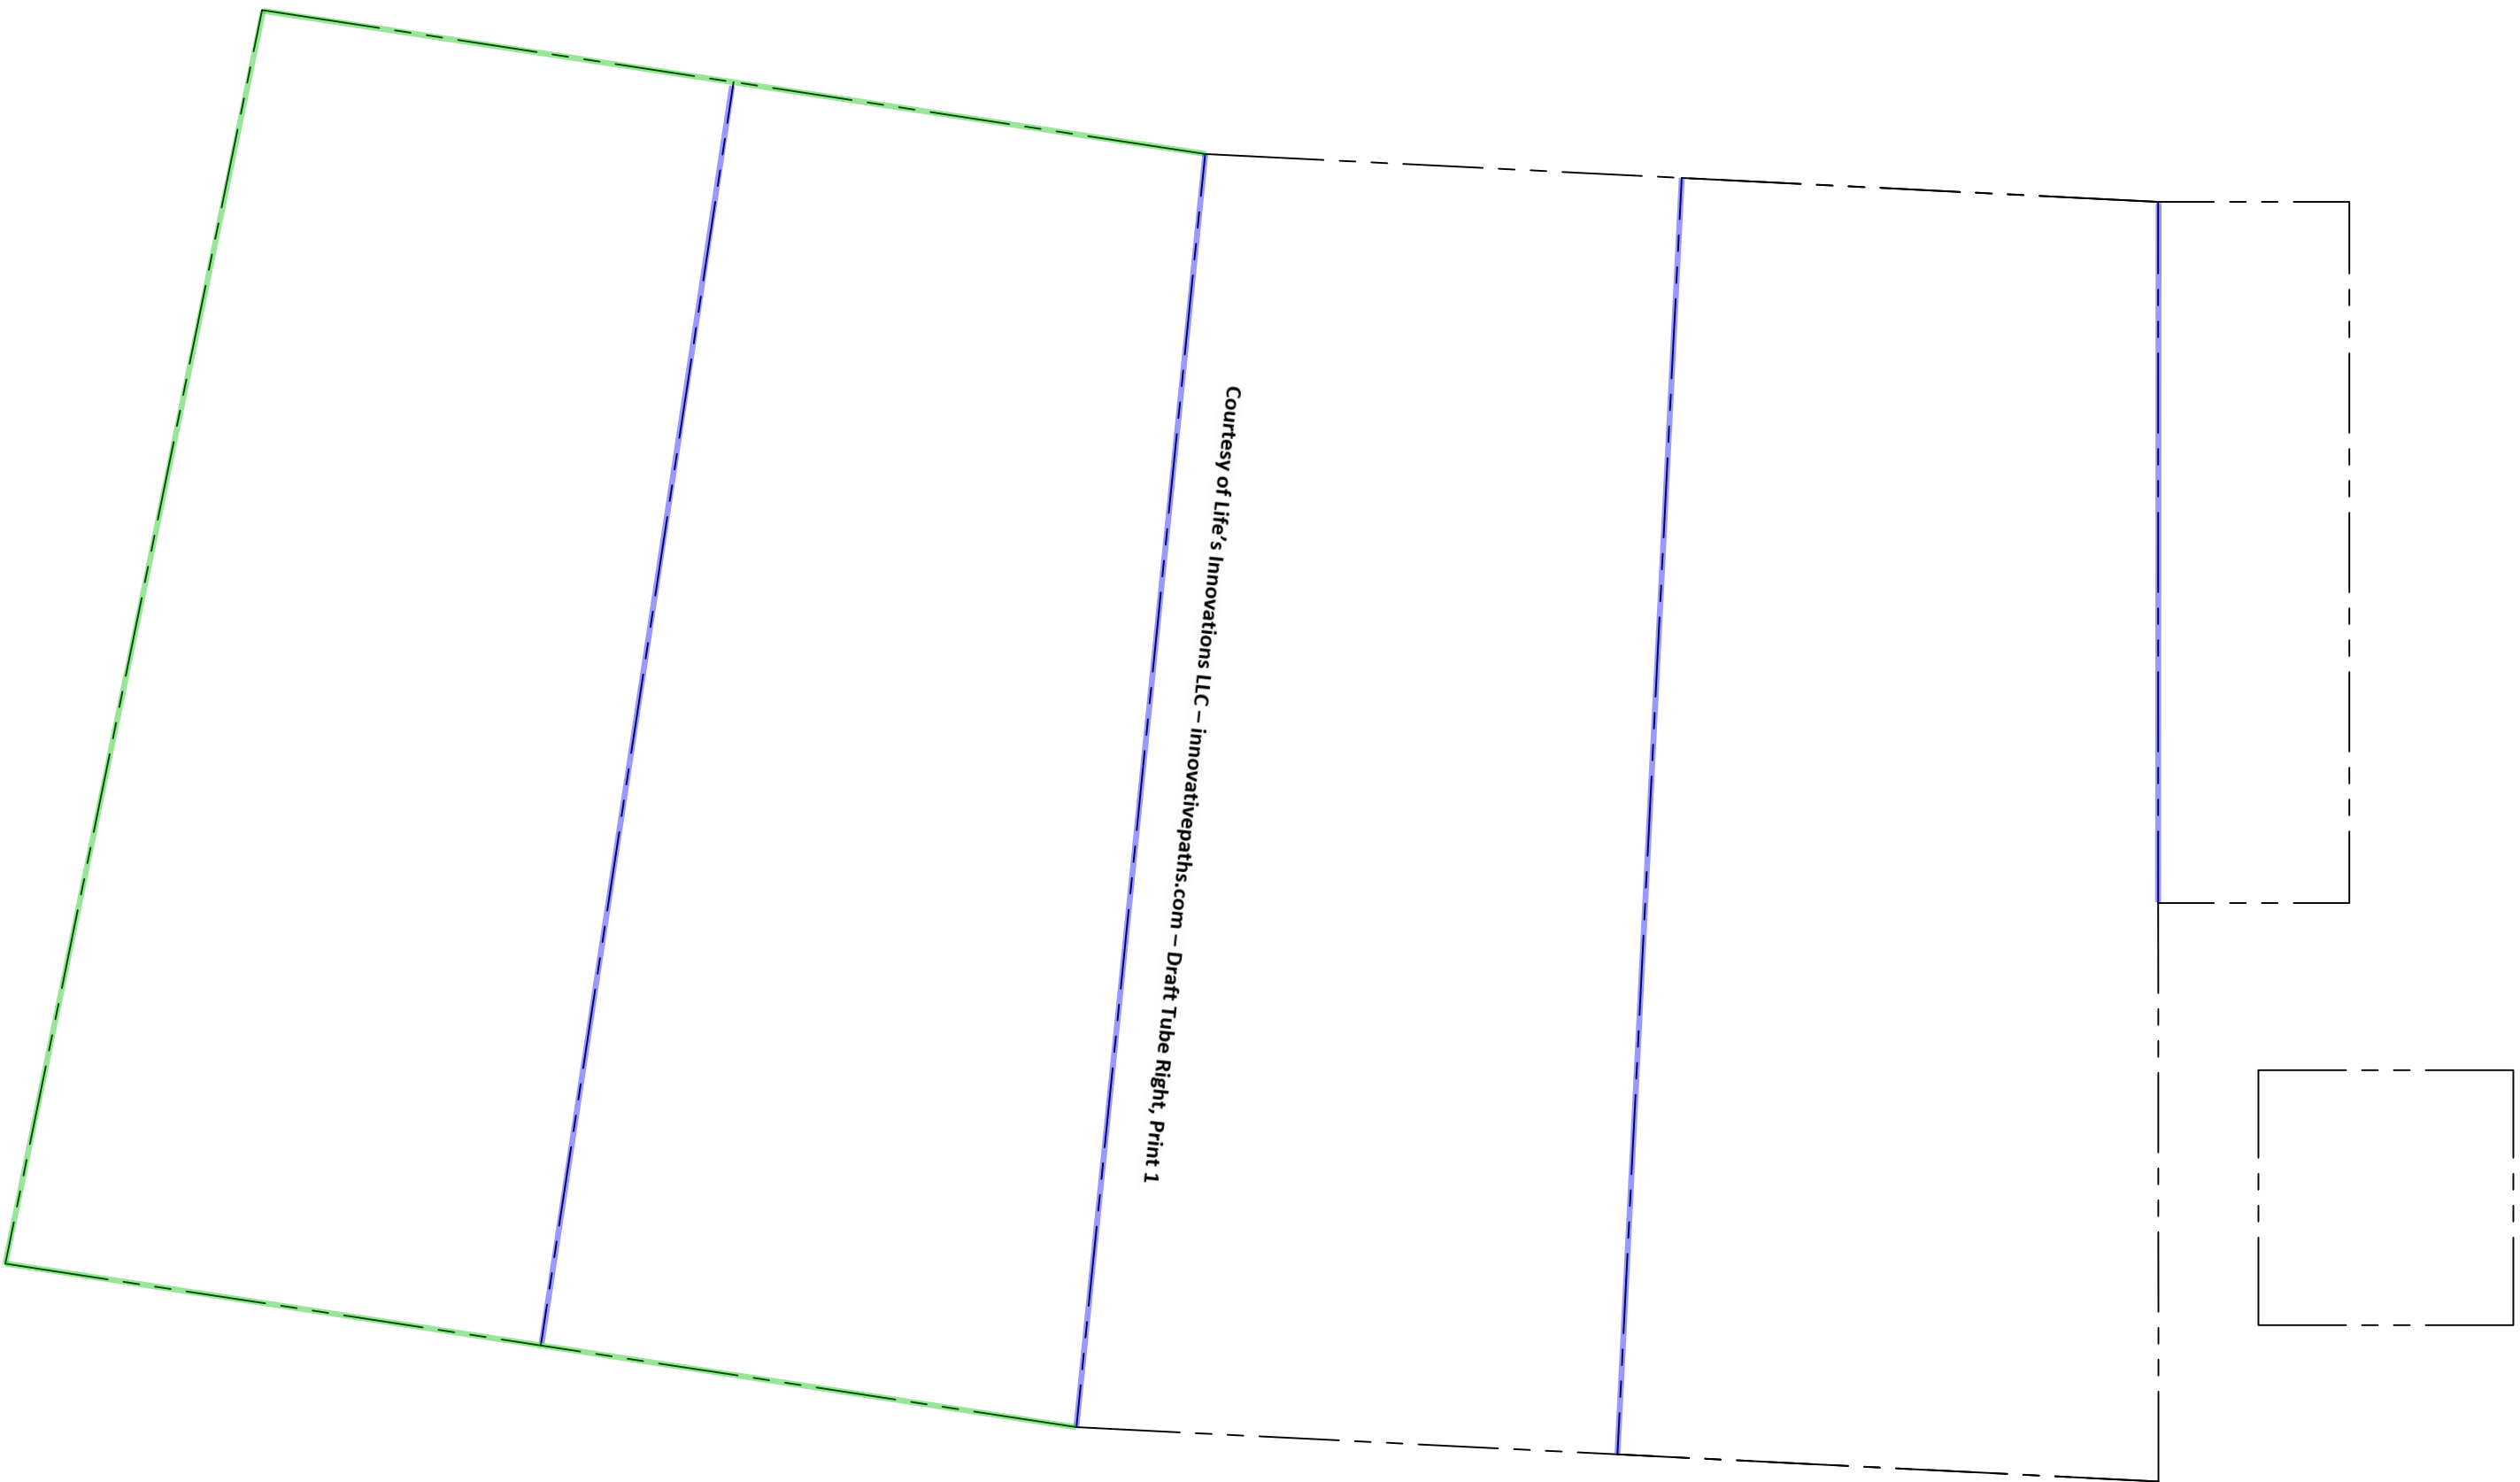 Courtesy of Life’s Innovations LLC – innovativepaths.com – Draft Tube Right, Print 1